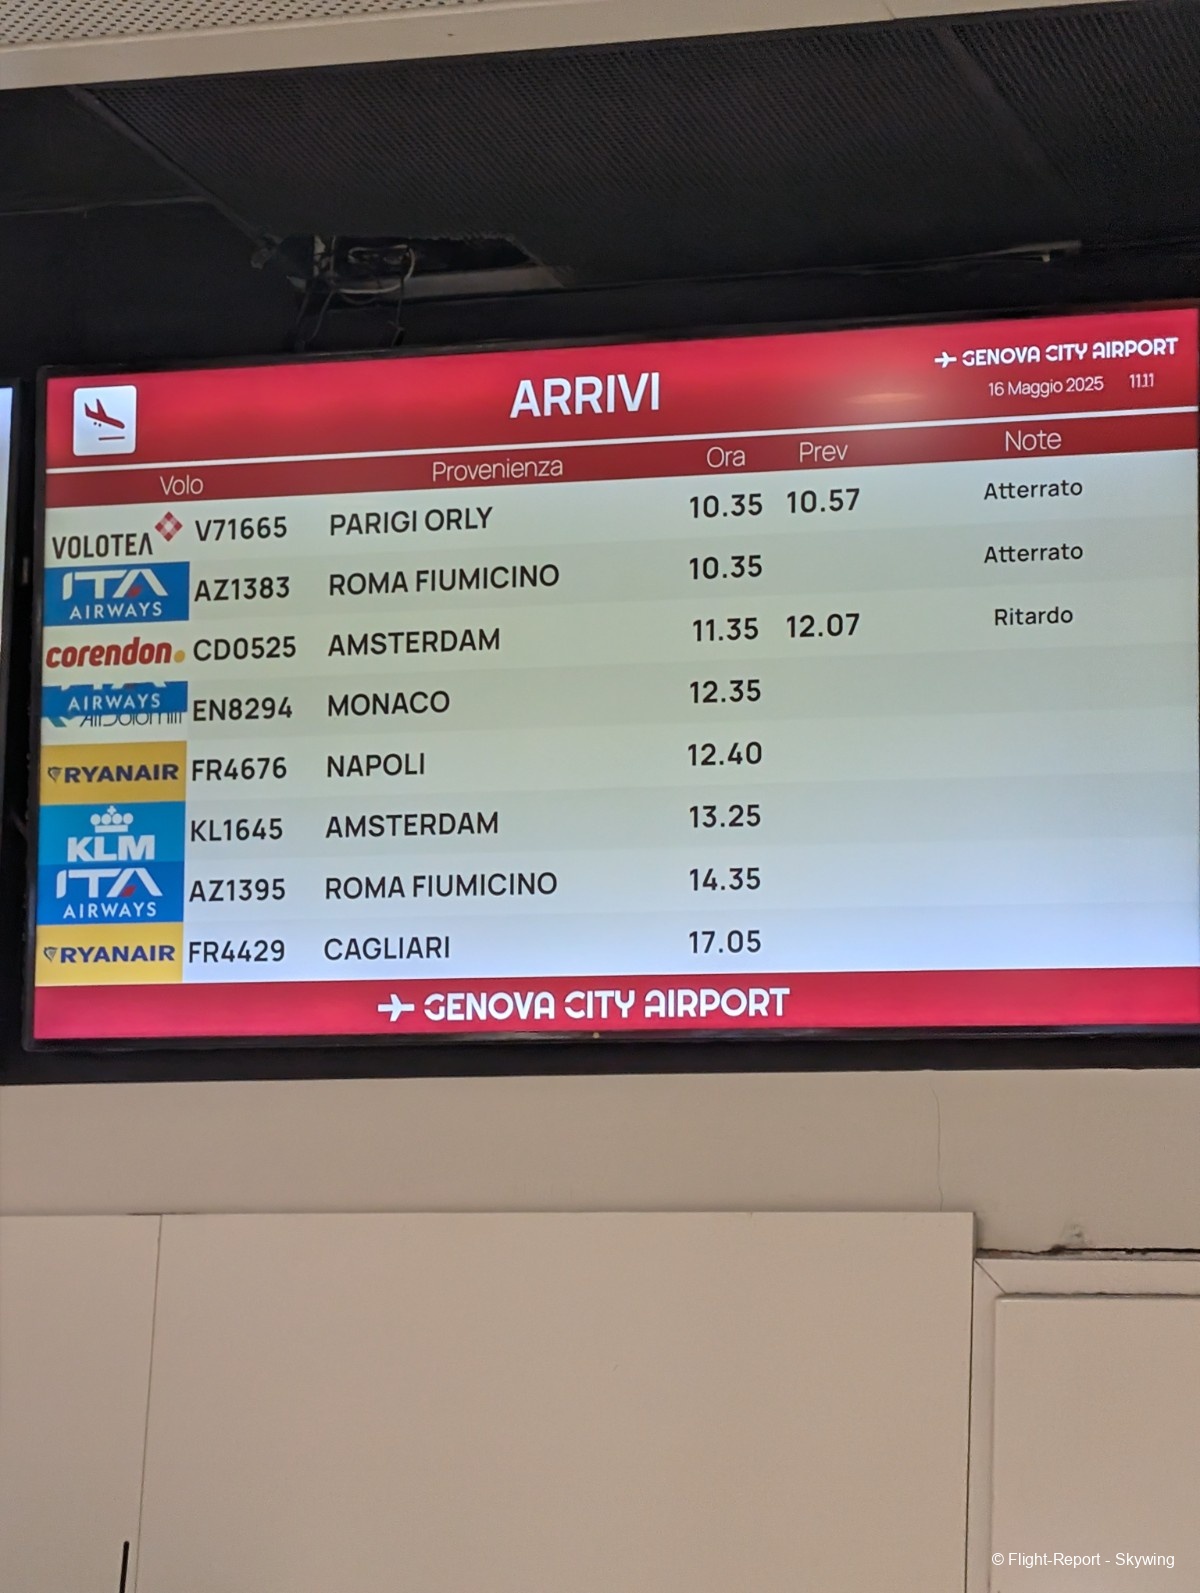 ARRIVI
GENOVA CITY AIRPORT
16 Maggio 2025 11.11
Volo Provenienza Ora Prev Note
VOLOTEA V71665 PARIGI ORLY 10.35 10.57 Atterrato
ITA AIRWAYS AZ1383 ROMA FIUMICINO 10.35 Atterrato
corendon CD0525 AMSTERDAM 11.35 12.07 Ritardo
AIRWAYS EN8294 MONACO 12.35
RYANAIR FR4676 NAPOLI 12.40
KLM KL1645 AMSTERDAM 13.25
ITA AIRWAYS AZ1395 ROMA FIUMICINO 14.35
RYANAIR FR4429 CAGLIARI 17.05
GENOVA CITY AIRPORT
© Flight-Report - Skywing